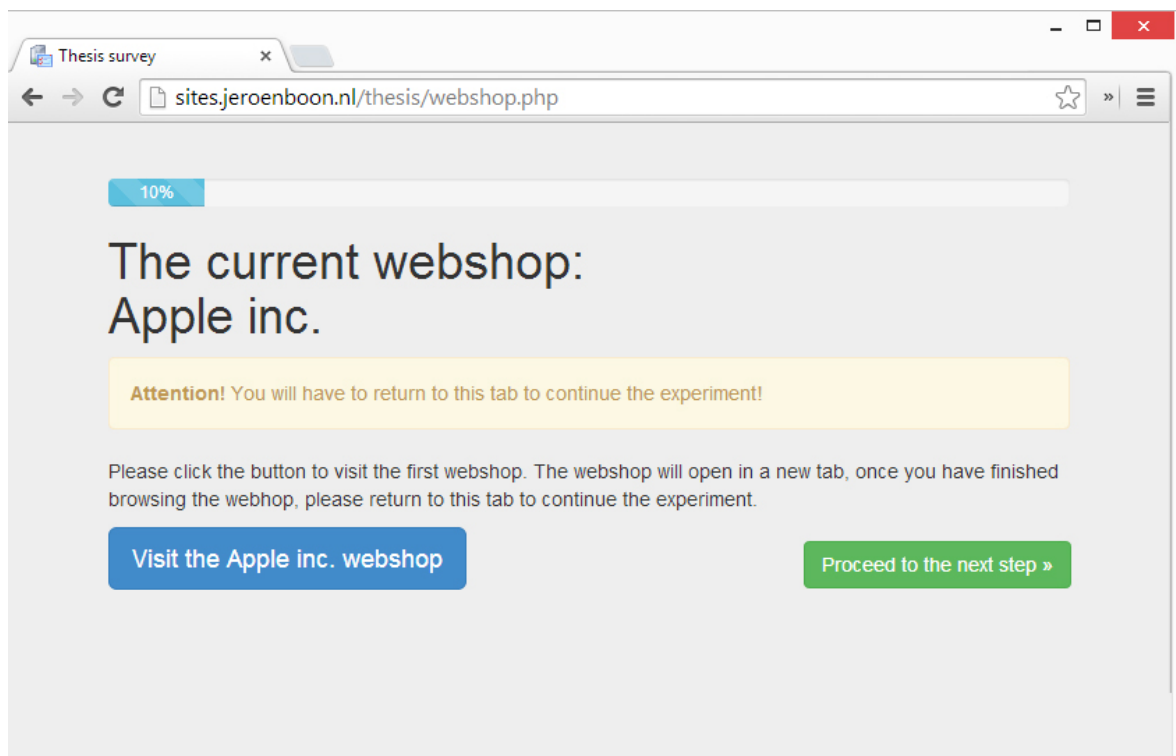 Thesis survey
sites.jeroenboon.nl/thesis/webshop.php
10%
The current webshop:
Apple inc.
Attention! You will have to return to this tab to continue the experiment!
Please click the button to visit the first webshop. The webshop will open in a new tab, once you have finished
browsing the webhop, please return to this tab to continue the experiment.
Visit the Apple inc. webshop
Proceed to the next step »